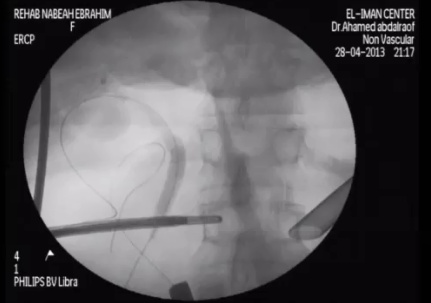 REHAB NABEAH EBRAHIM
F
ERCP
EL-IMAN CENTER
Dr.Ahamed abdalraof
Non Vascular
28-04-2013 21:17
4
1
PHILIPS BV Libra